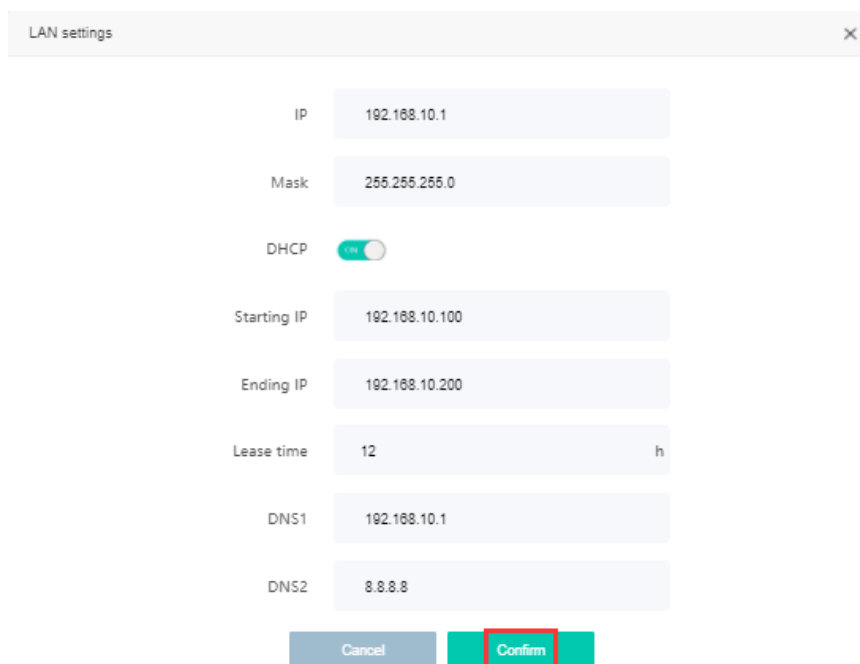 LAN settings
IP 192.168.10.1
Mask 255.255.255.0
DHCP ON
Starting IP 192.168.10.100
Ending IP 192.168.10.200
Lease time 12 h
DNS1 192.168.10.1
DNS2 8.8.8.8
Cancel Confirm